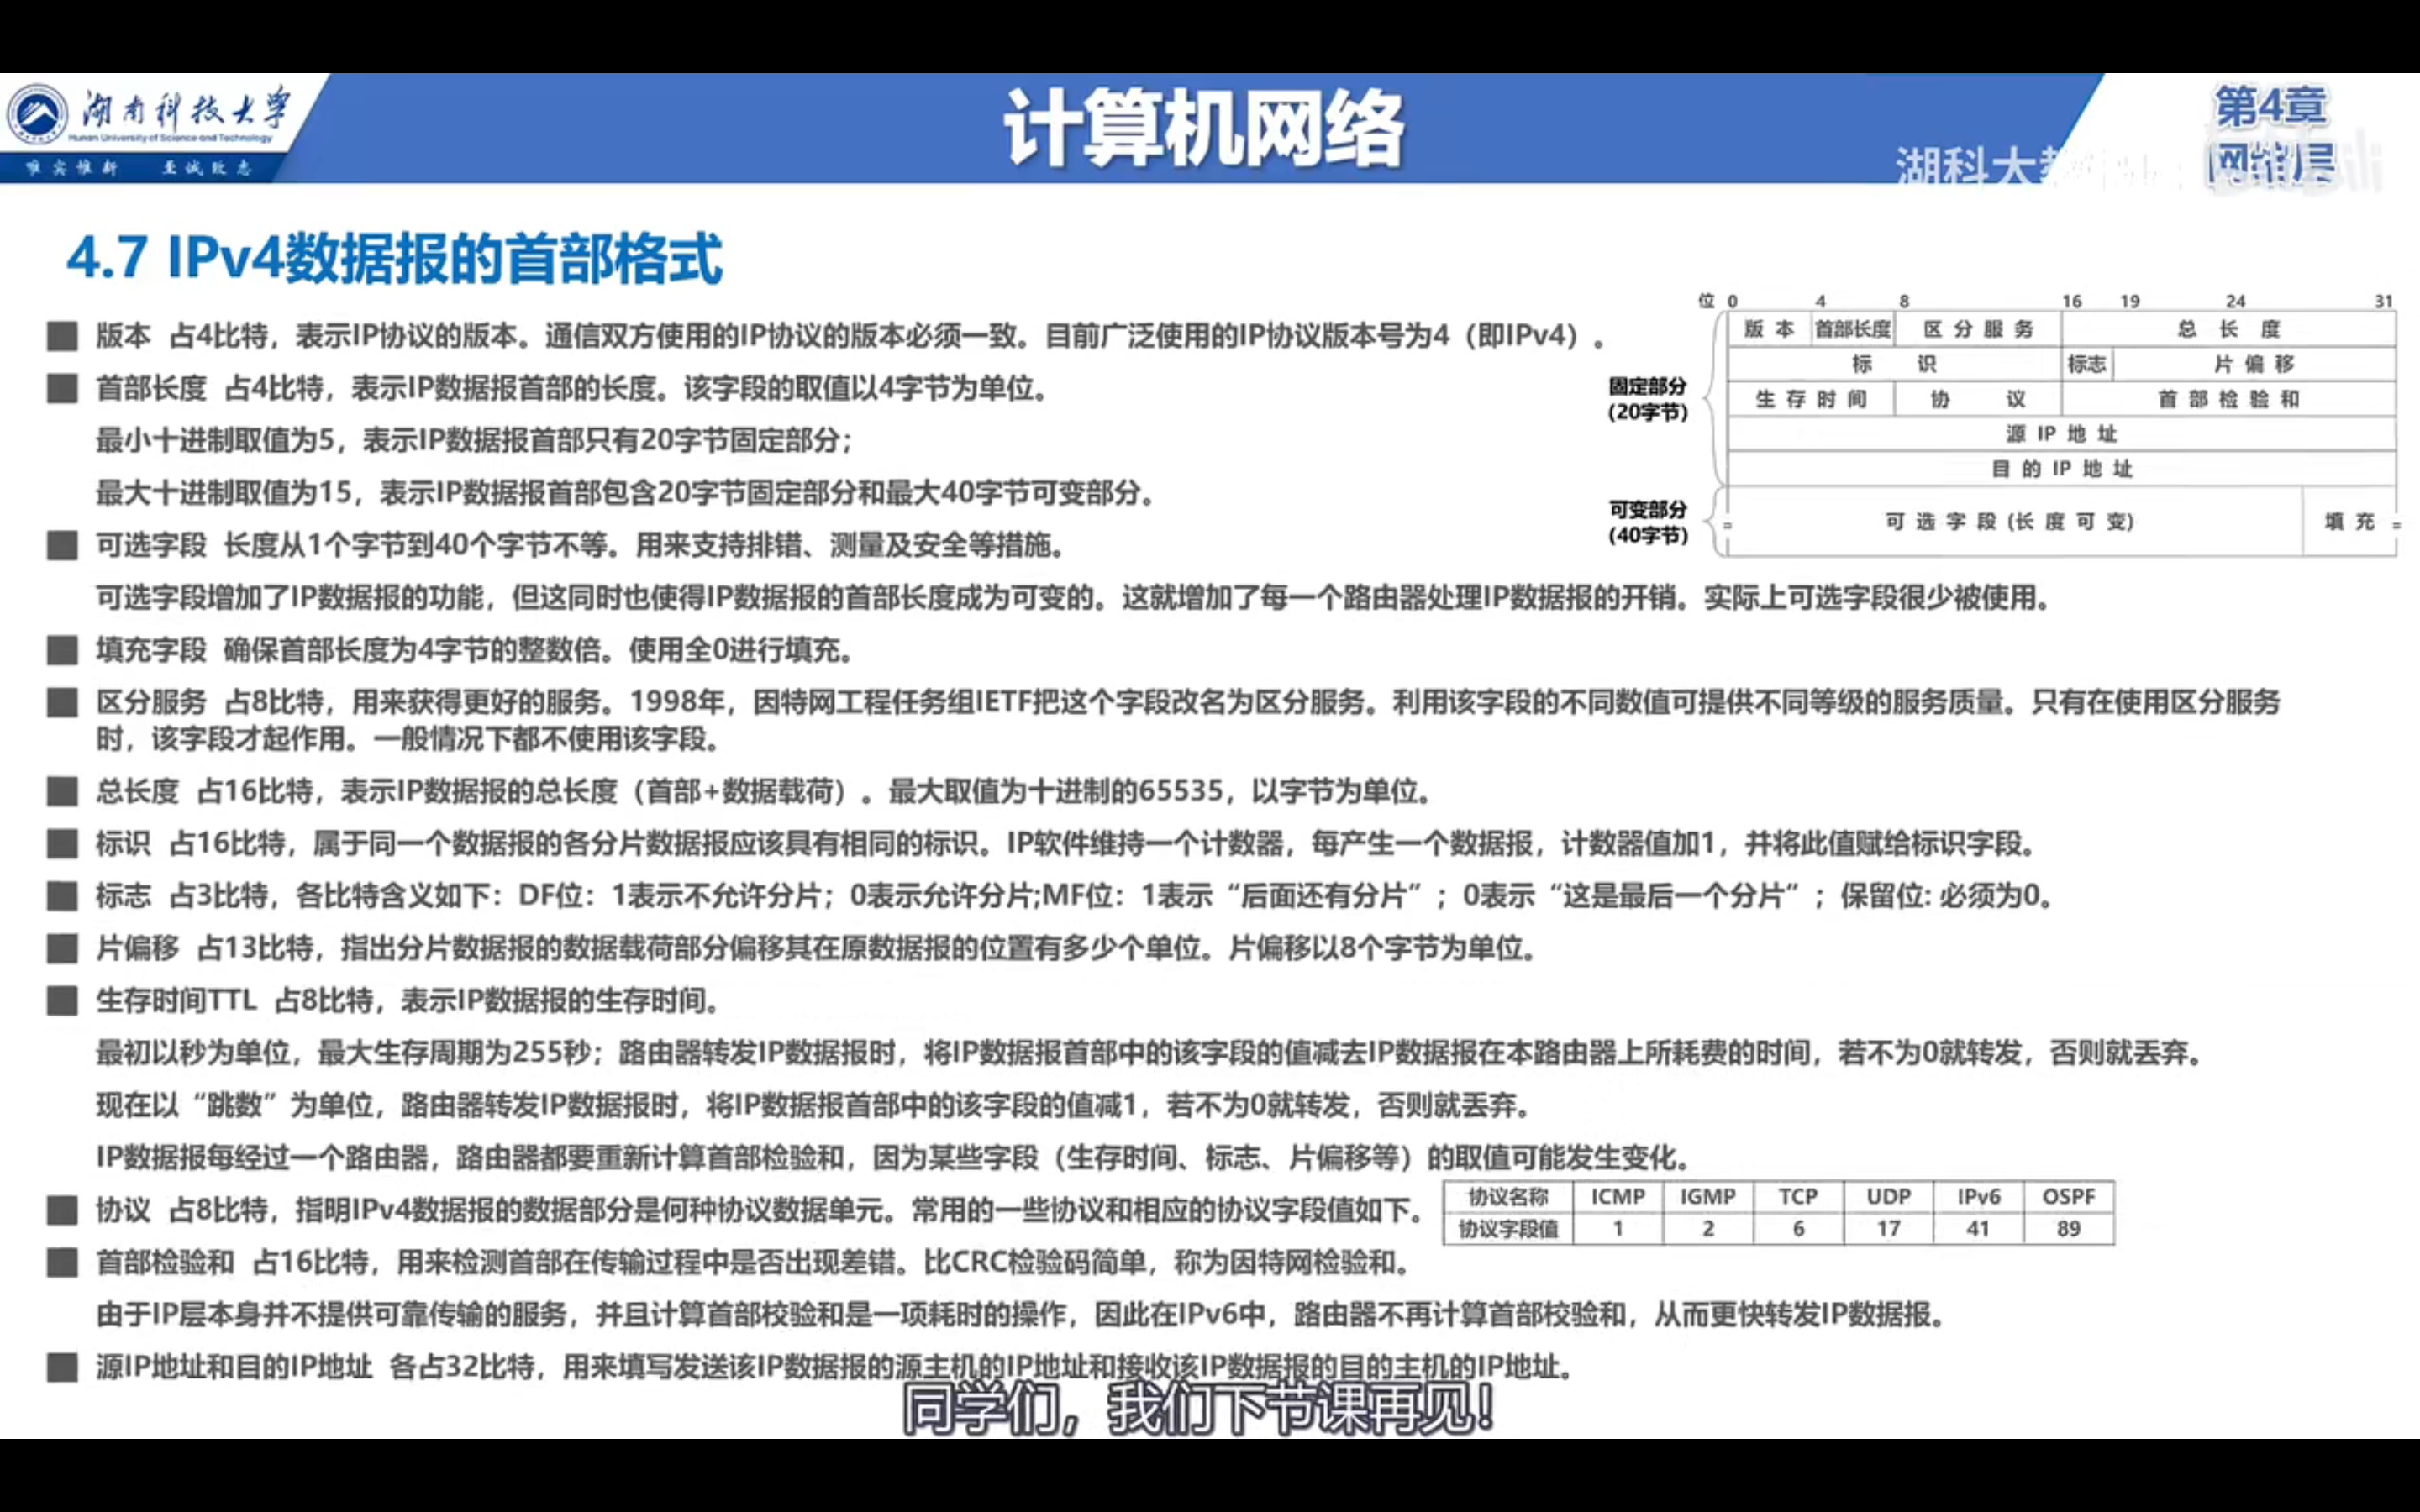 湖南科技大学
Hunan University of Science and Technology
唯实惟新 至诚致志
计算机网络
第4章
网络层
湖科大教
4.7 IPv4数据报的首部格式
位 0 4 8 16 19 24 31
版本 首部长度 区分服务 总长度
标识 标志 片偏移
生存时间 协议 首部检验和
源IP地址
目的IP地址
可选字段(长度可变) 填充
固定部分
(20字节)
可变部分
(40字节)
版本 占4比特，表示IP协议的版本。通信双方使用的IP协议的版本必须一致。目前广泛使用的IP协议版本号为4（即IPv4）。
首部长度 占4比特，表示IP数据报首部的长度。该字段的取值以4字节为单位。
最小十进制取值为5，表示IP数据报首部只有20字节固定部分；
最大十进制取值为15，表示IP数据报首部包含20字节固定部分和最大40字节可变部分。
可选字段 长度从1个字节到40个字节不等。用来支持排错、测量及安全等措施。
可选字段增加了IP数据报的功能，但这同时也使得IP数据报的首部长度成为可变的。这就增加了每一个路由器处理IP数据报的开销。实际上可选字段很少被使用。
填充字段 确保首部长度为4字节的整数倍。使用全0进行填充。
区分服务 占8比特，用来获得更好的服务。1998年，因特网工程任务组IETF把这个字段改名为区分服务。利用该字段的不同数值可提供不同等级的服务质量。只有在使用区分服务
时，该字段才起作用。一般情况下都不使用该字段。
总长度 占16比特，表示IP数据报的总长度（首部+数据载荷）。最大取值为十进制的65535，以字节为单位。
标识 占16比特，属于同一个数据报的各分片数据报应该具有相同的标识。IP软件维持一个计数器，每产生一个数据报，计数器值加1，并将此值赋给标识字段。
标志 占3比特，各比特含义如下：DF位：1表示不允许分片；0表示允许分片;MF位：1表示“后面还有分片”；0表示“这是最后一个分片”；保留位: 必须为0。
片偏移 占13比特，指出分片数据报的数据载荷部分偏移其在原数据报的位置有多少个单位。片偏移以8个字节为单位。
生存时间TTL 占8比特，表示IP数据报的生存时间。
最初以秒为单位，最大生存周期为255秒；路由器转发IP数据报时，将IP数据报首部中的该字段的值减去IP数据报在本路由器上所耗费的时间，若不为0就转发，否则就丢弃。
现在以“跳数”为单位，路由器转发IP数据报时，将IP数据报首部中的该字段的值减1，若不为0就转发，否则就丢弃。
IP数据报每经过一个路由器，路由器都要重新计算首部检验和，因为某些字段（生存时间、标志、片偏移等）的取值可能发生变化。
协议 占8比特，指明IPv4数据报的数据部分是何种协议数据单元。常用的一些协议和相应的协议字段值如下。
协议名称 ICMP IGMP TCP UDP IPv6 OSPF
协议字段值 1 2 6 17 41 89
首部检验和 占16比特，用来检测首部在传输过程中是否出现差错。比CRC检验码简单，称为因特网检验和。
由于IP层本身并不提供可靠传输的服务，并且计算首部校验和是一项耗时的操作，因此在IPv6中，路由器不再计算首部校验和，从而更快转发IP数据报。
源IP地址和目的IP地址 各占32比特，用来填写发送该IP数据报的源主机的IP地址和接收该IP数据报的目的主机的IP地址。
同学们，我们下节课再见！